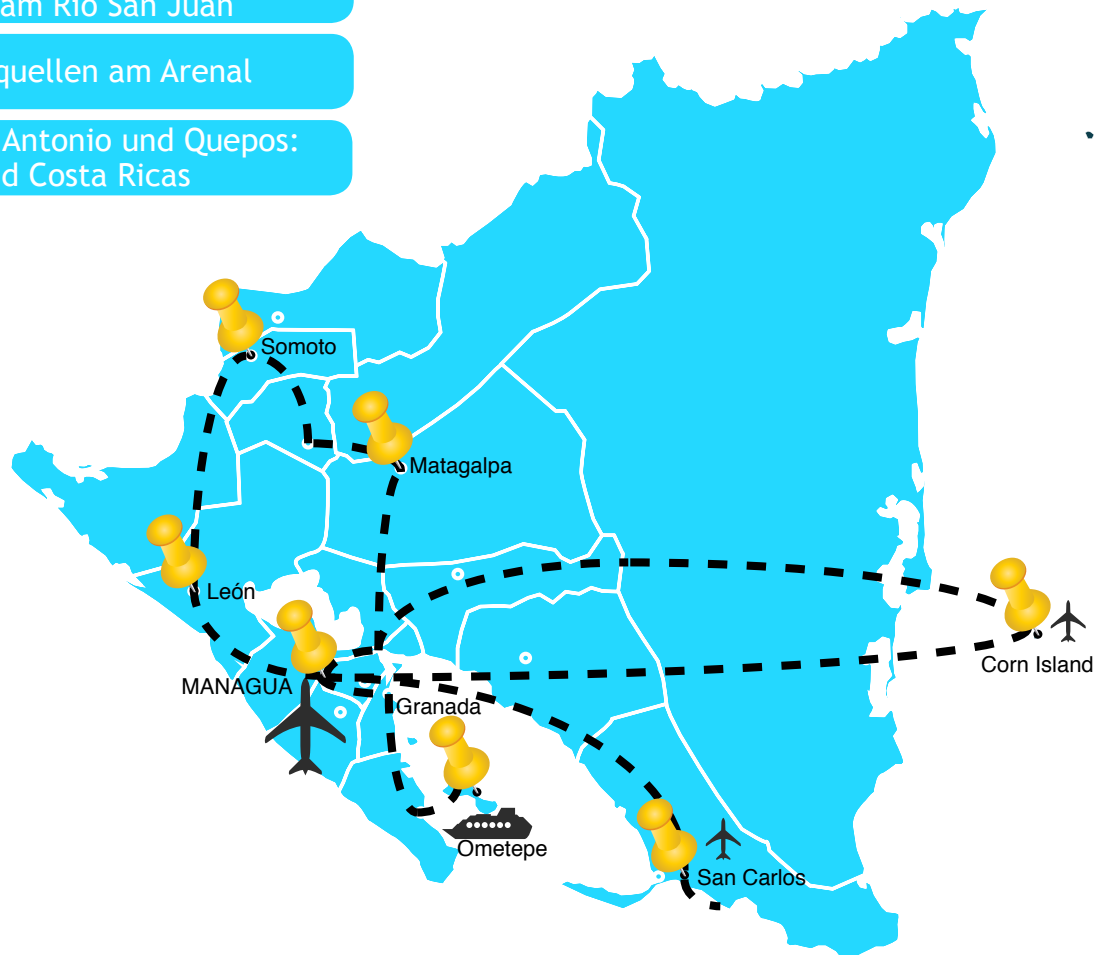 am Río San Juan
quellen am Arenal
Antonio und Quepos:
d Costa Ricas
Somoto
Matagalpa
León
Corn Island
MANAGUA
Granada
Ometepe
San Carlos